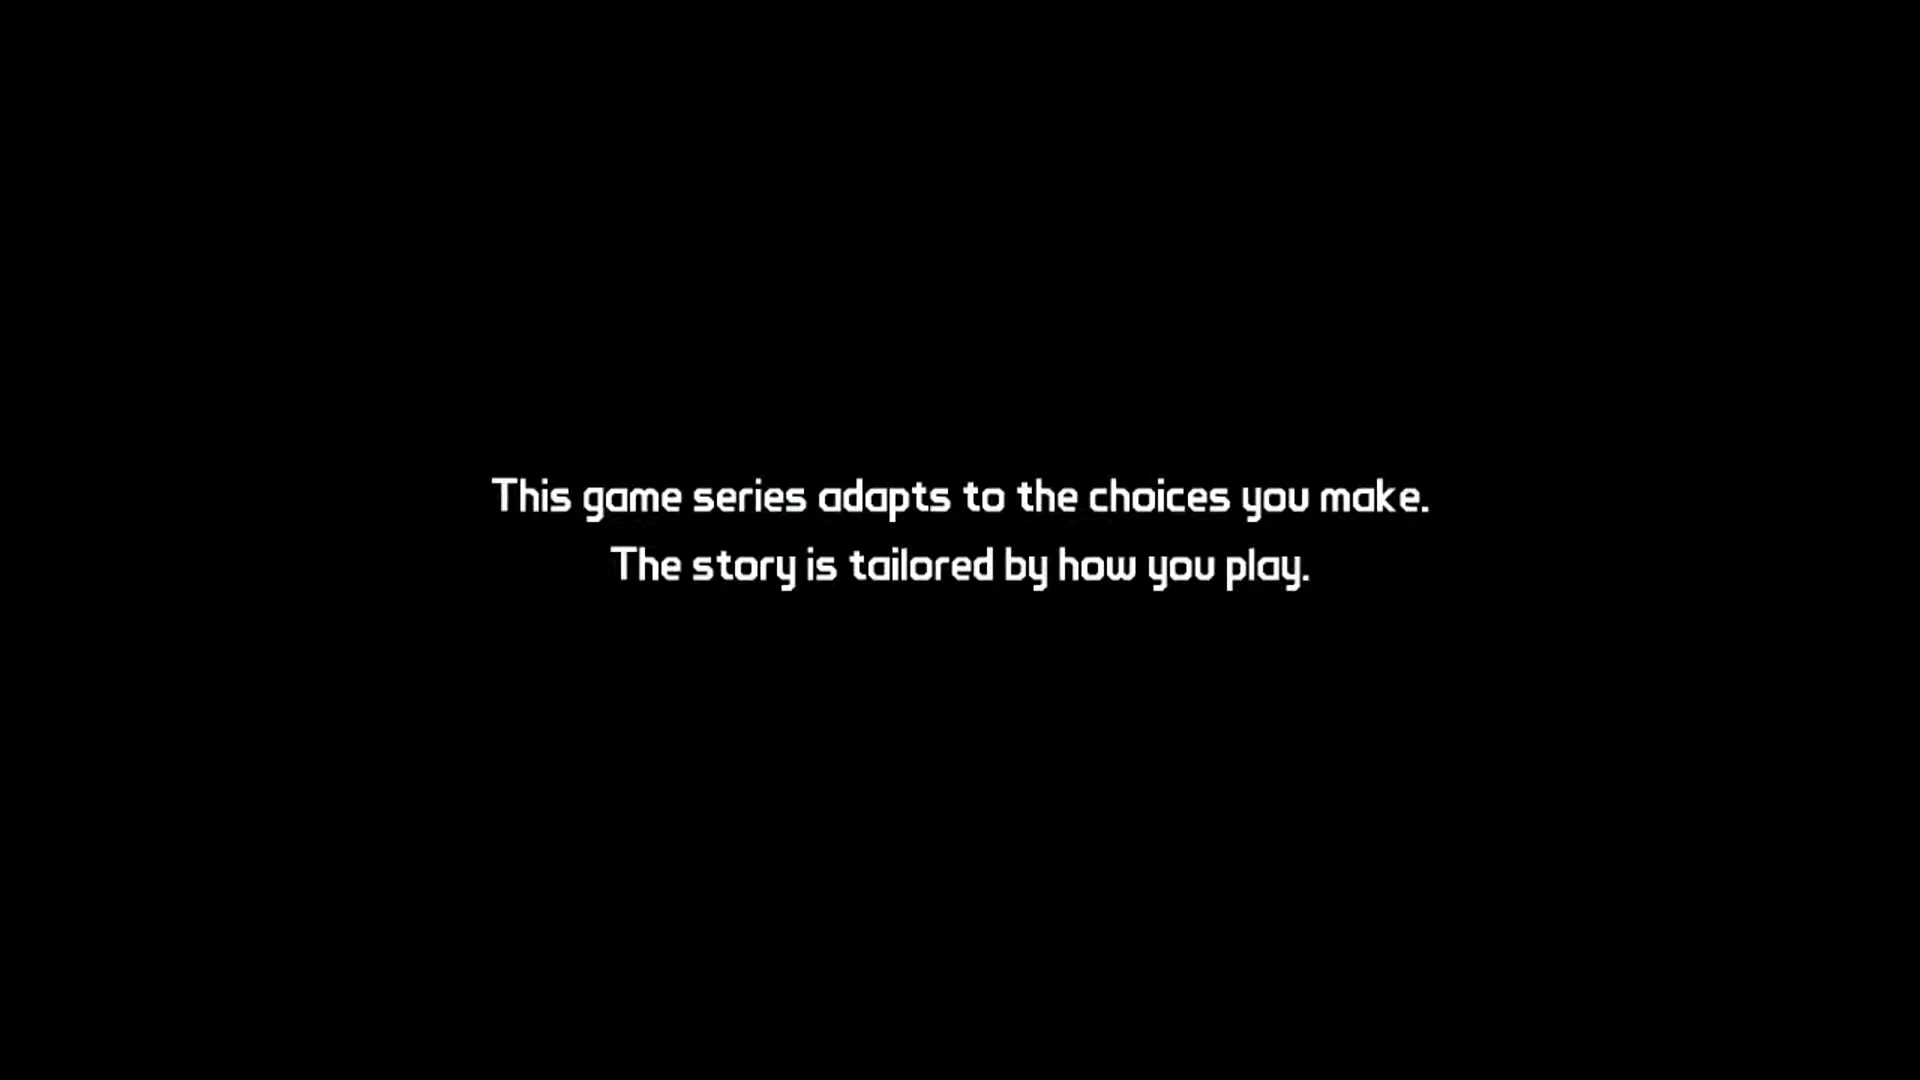 This game series adapts to the choices you make.
The story is tailored by how you play.